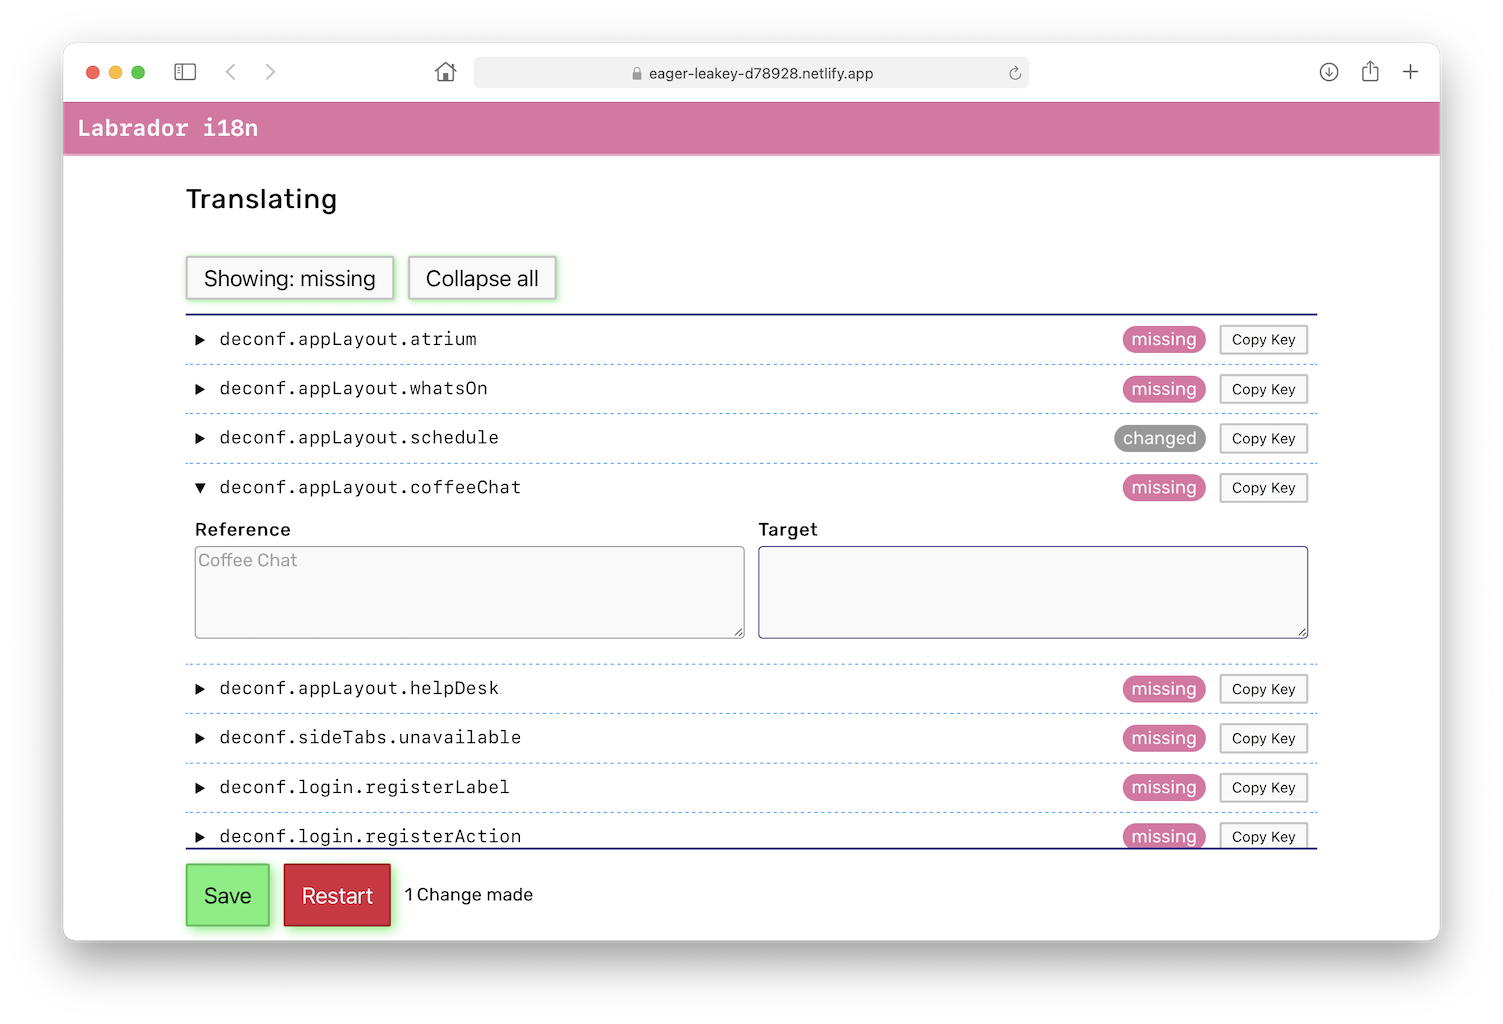 eager-leakey-d78928.netlify.app
Labrador i18n
Translating
Showing: missing Collapse all
deconf.appLayout.atrium missing Copy Key
deconf.appLayout.whatsOn missing Copy Key
deconf.appLayout.schedule changed Copy Key
deconf.appLayout.coffeeChat missing Copy Key
Reference Target
Coffee Chat
deconf.appLayout.helpDesk missing Copy Key
deconf.sideTabs.unavailable missing Copy Key
deconf.login.registerLabel missing Copy Key
deconf.login.registerAction missing Copy Key
Save Restart 1 Change made